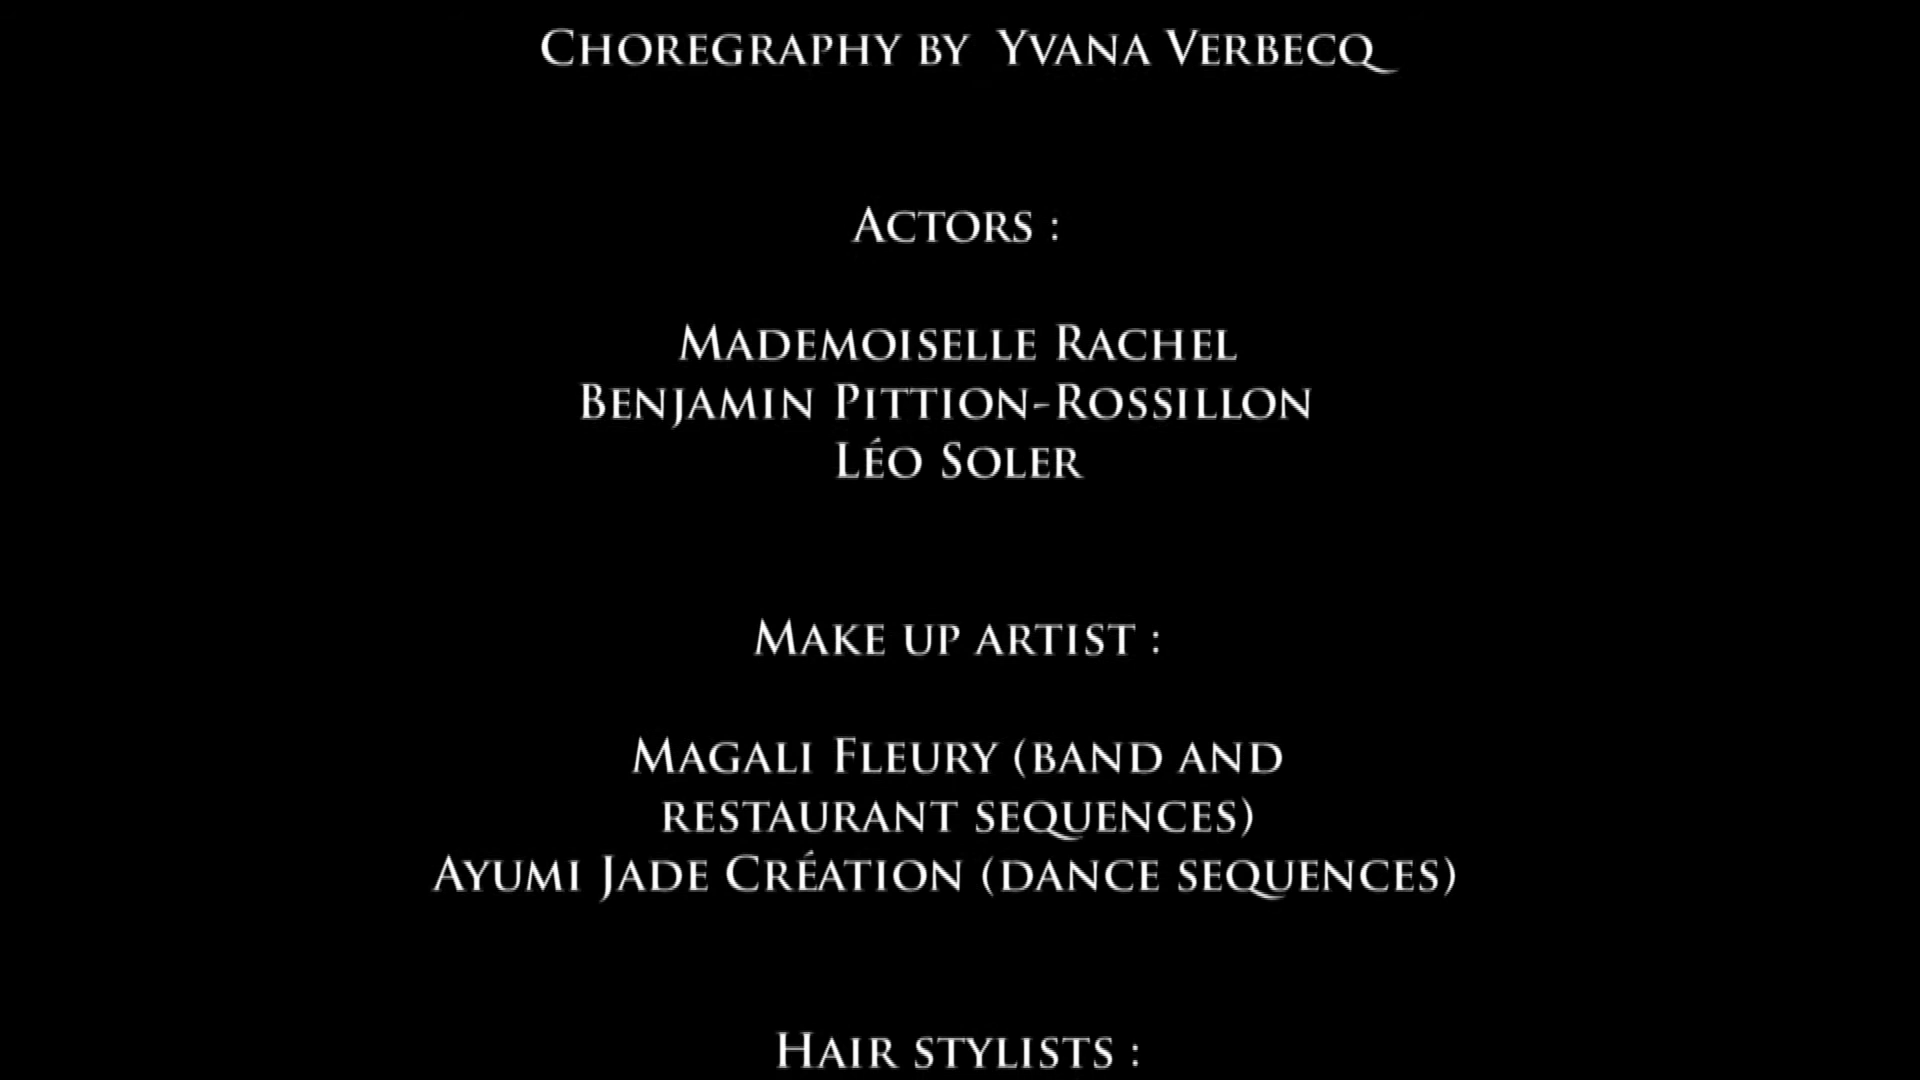 Choregraphy by Yvana Verbecq
Actors :
Mademoiselle Rachel
Benjamin Pittion-Rossillon
Léo Soler
Make up artist :
Magali Fleury (band and
restaurant sequences)
Ayumi Jade Création (dance sequences)
Hair stylists :